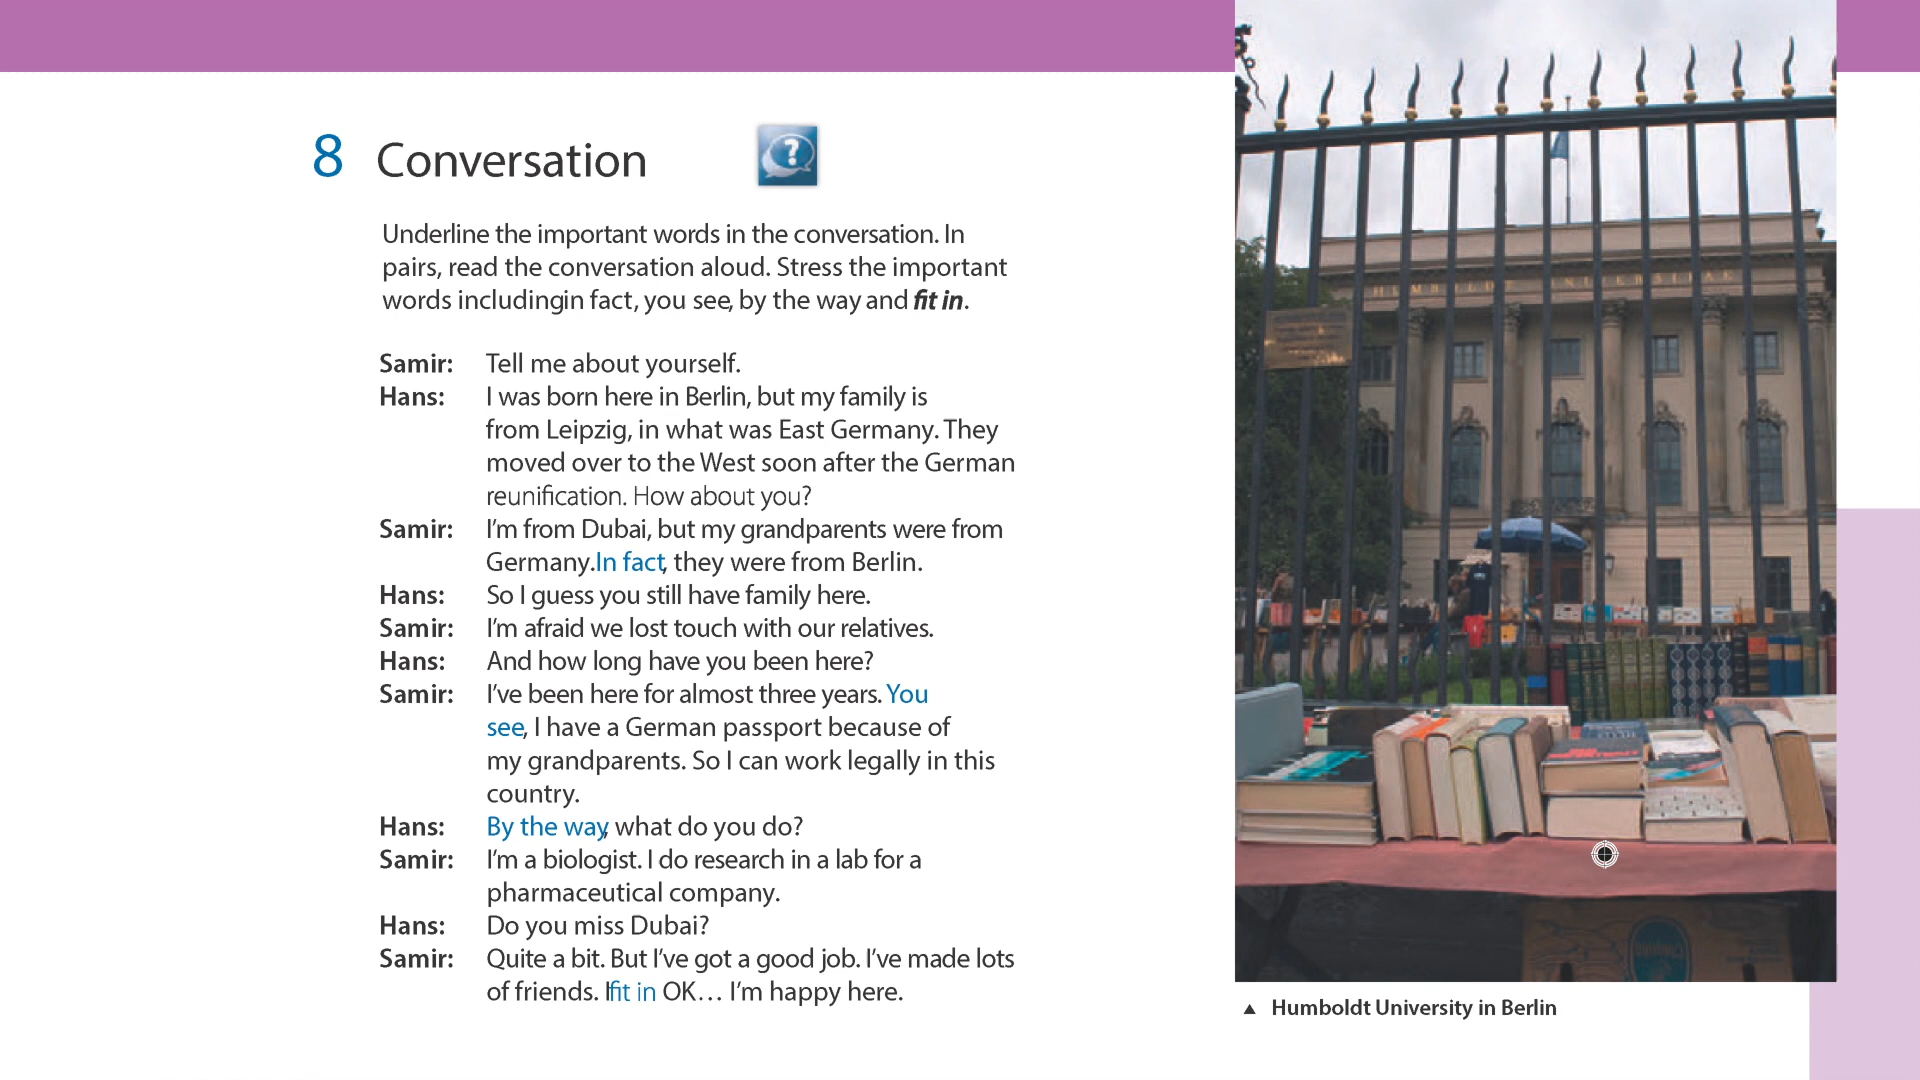 8 Conversation
Underline the important words in the conversation. In
pairs, read the conversation aloud. Stress the important
words includingin fact, you see, by the way and fit in.
Samir: Tell me about yourself.
Hans: I was born here in Berlin, but my family is
from Leipzig, in what was East Germany. They
moved over to the West soon after the German
reunification. How about you?
Samir: I'm from Dubai, but my grandparents were from
Germany.In fact, they were from Berlin.
Hans: So I guess you still have family here.
Samir: I'm afraid we lost touch with our relatives.
Hans: And how long have you been here?
Samir: I've been here for almost three years. You
see, I have a German passport because of
my grandparents. So I can work legally in this
country.
Hans: By the way, what do you do?
Samir: I'm a biologist. I do research in a lab for a
pharmaceutical company.
Hans: Do you miss Dubai?
Samir: Quite a bit. But I've got a good job. I've made lots
of friends. I fit in OK… I'm happy here.
▲ Humboldt University in Berlin